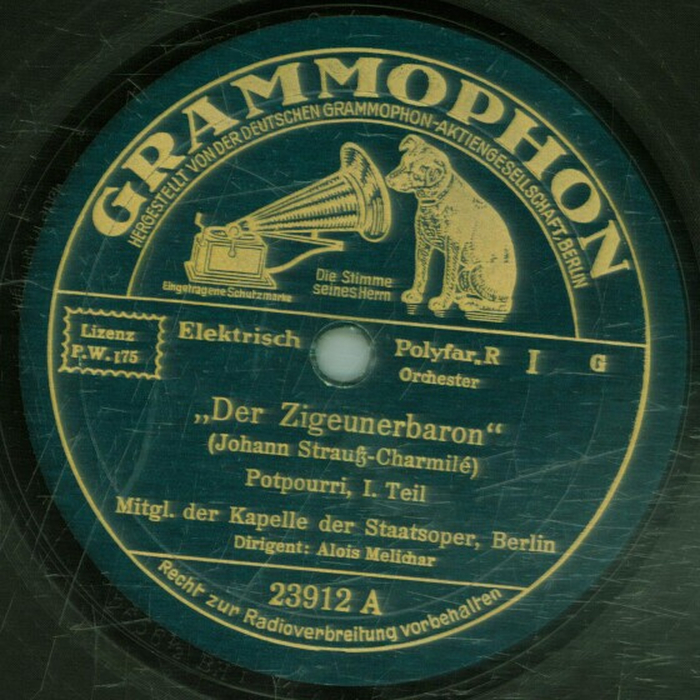 GRAMMOPHON
HERGESTELLT VON DER DEUTSCHEN GRAMMOPHON-AKTIENGESELLSCHAFT, BERLIN
Eingetragene Schutzmarke
Die Stimme
seines Herrn
Lizenz
P.W. 175
Elektrisch
Polyfar„R I G
Orchester
„Der Zigeunerbaron“
(Johann Strauß-Charmilé)
Potpourri, I. Teil
Mitgl. der Kapelle der Staatsoper, Berlin
Dirigent: Alois Melichar
23912 A
Recht zur Radioverbreitung vorbehalten